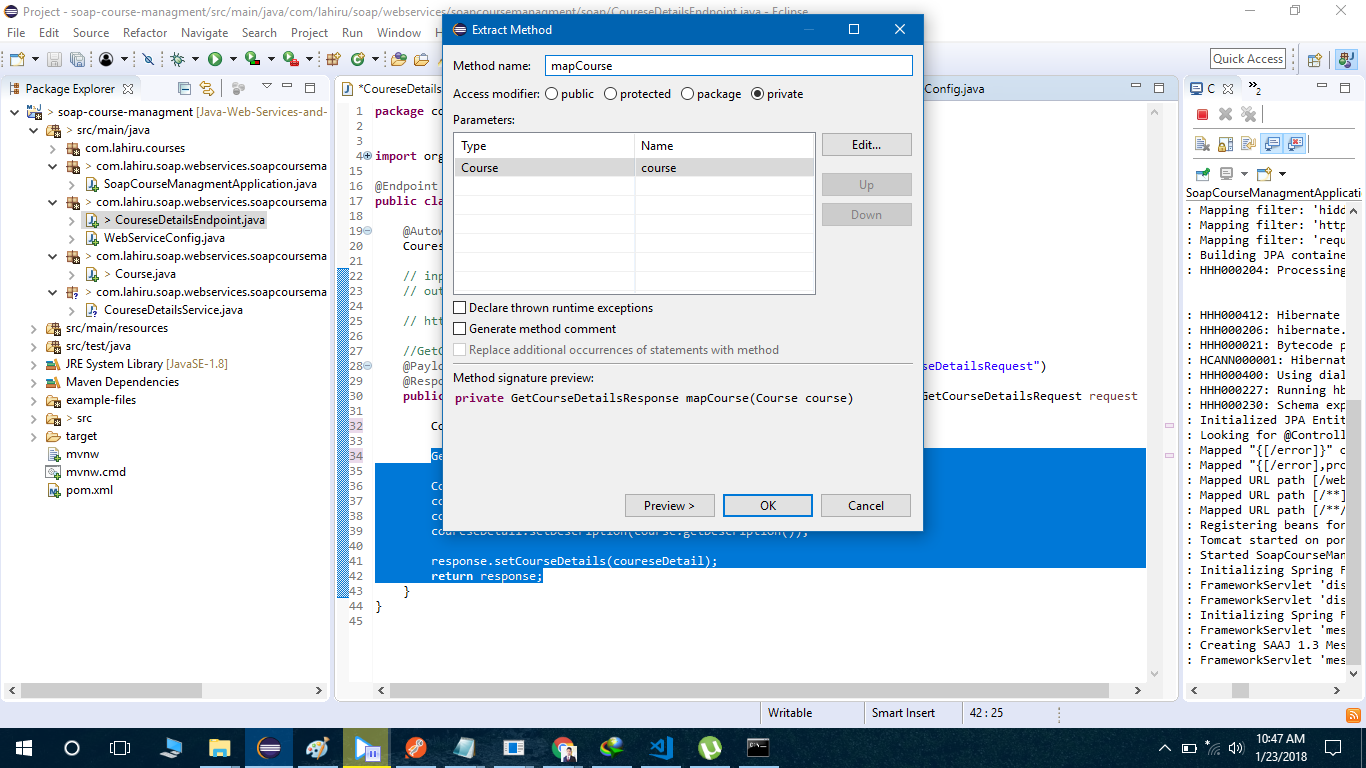 Project - soap-course-managment/src/main/java/com/lahiru/soap/webservices/soapcoursemanagment/soap/CoureseDetailsEndpoint.java - Eclipse
File Edit Source Refactor Navigate Search Project Run Window
Quick Access
Package Explorer
soap-course-managment [Java-Web-Services-and-
> src/main/java
com.lahiru.courses
> com.lahiru.soap.webservices.soapcoursema
SoapCourseManagmentApplication.java
> com.lahiru.soap.webservices.soapcoursema
> CoureseDetailsEndpoint.java
WebServiceConfig.java
> com.lahiru.soap.webservices.soapcoursema
> Course.java
> com.lahiru.soap.webservices.soapcoursema
CoureseDetailsService.java
src/main/resources
src/test/java
JRE System Library [JavaSE-1.8]
Maven Dependencies
example-files
> src
target
mvnw
mvnw.cmd
pom.xml
*CoureseDetails
Config.java
1 package co
2
3
4 import org
15
16 @Endpoint
17 public cla
18
19 @Autow
20 Coures
21
22 // inp
23 // out
24
25 // htt
26
27 //GetC
28 @Paylo seDetailsRequest")
29 @Respo
30 public GetCourseDetailsRequest request
31
32 Co
33
34 Ge
35
36 Co
37 co
38 co
39 coureseDetail.setDescription(course.getDescription());
40
41 response.setCourseDetails(coureseDetail);
42 return response;
43 }
44 }
45
Extract Method
Method name: mapCourse
Access modifier: public protected package private
Parameters:
Type Name
Course course
Edit...
Up
Down
Declare thrown runtime exceptions
Generate method comment
Replace additional occurrences of statements with method
Method signature preview:
private GetCourseDetailsResponse mapCourse(Course course)
Preview > OK Cancel
C
2
SoapCourseManagmentApplicati
: Mapping filter: 'hidd
: Mapping filter: 'http
: Mapping filter: 'requ
: Building JPA containe
: HHH000204: Processing
: HHH000412: Hibernate
: HHH000206: hibernate.
: HHH000021: Bytecode p
: HCANN000001: Hibernat
: HHH000400: Using dial
: HHH000227: Running hb
: HHH000230: Schema exp
: Initialized JPA Entit
: Looking for @Controll
: Mapped "{[/error]}" o
: Mapped "{[/error],pro
: Mapped URL path [/web
: Mapped URL path [/**]
: Mapped URL path [/**/
: Registering beans for
: Tomcat started on por
: Started SoapCourseMan
: Initializing Spring F
: FrameworkServlet 'dis
: FrameworkServlet 'dis
: Initializing Spring F
: FrameworkServlet 'mes
: Creating SAAJ 1.3 Mes
: FrameworkServlet 'mes
Writable Smart Insert 42 : 25
10:47 AM
1/23/2018